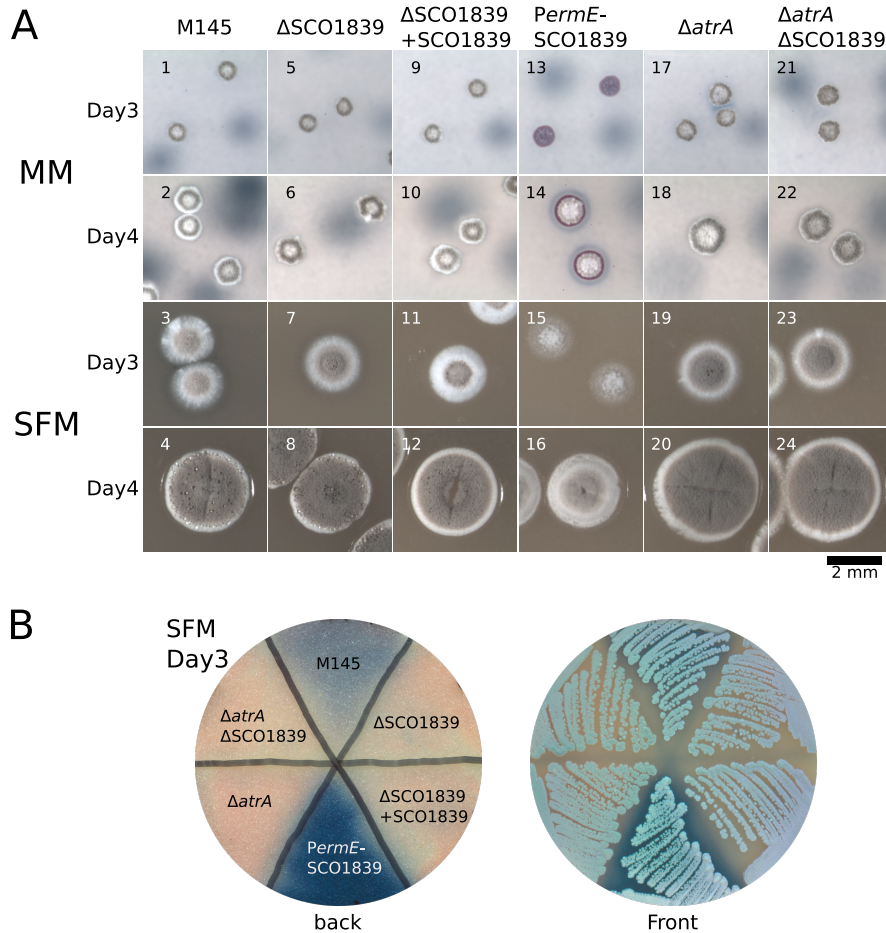 A
M145
ΔSCO1839
ΔSCO1839
+SCO1839
PermE-
SCO1839
ΔatrA
ΔatrA
ΔSCO1839
MM
Day3
1 5 9 13 17 21
Day4
2 6 10 14 18 22
SFM
Day3
3 7 11 15 19 23
Day4
4 8 12 16 20 24
2 mm
B
SFM
Day3
M145
ΔatrA
ΔSCO1839
ΔSCO1839
ΔatrA
ΔSCO1839
+SCO1839
PermE-
SCO1839
back
Front